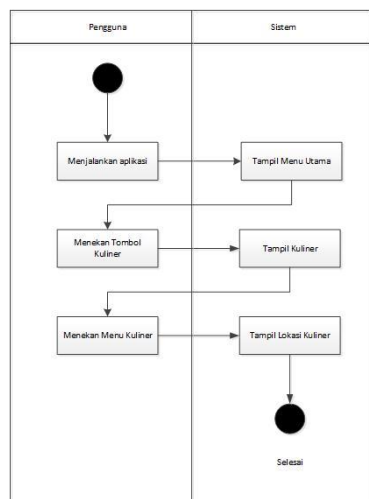 Pengguna
Sistem
Menjalankan aplikasi
Tampil Menu Utama
Menekan Tombol
Kuliner
Tampil Kuliner
Menekan Menu Kuliner
Tampil Lokasi Kuliner
Selesai